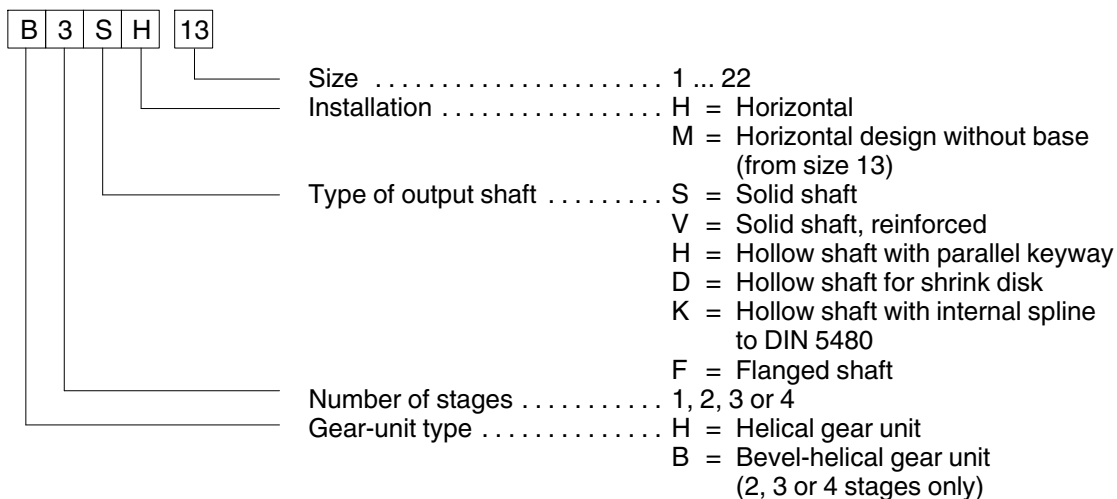 B 3 S H 13
Size ...................... 1 ... 22
Installation ................. H = Horizontal
M = Horizontal design without base
(from size 13)
Type of output shaft ......... S = Solid shaft
V = Solid shaft, reinforced
H = Hollow shaft with parallel keyway
D = Hollow shaft for shrink disk
K = Hollow shaft with internal spline
to DIN 5480
F = Flanged shaft
Number of stages ........... 1, 2, 3 or 4
Gear-unit type .............. H = Helical gear unit
B = Bevel-helical gear unit
(2, 3 or 4 stages only)